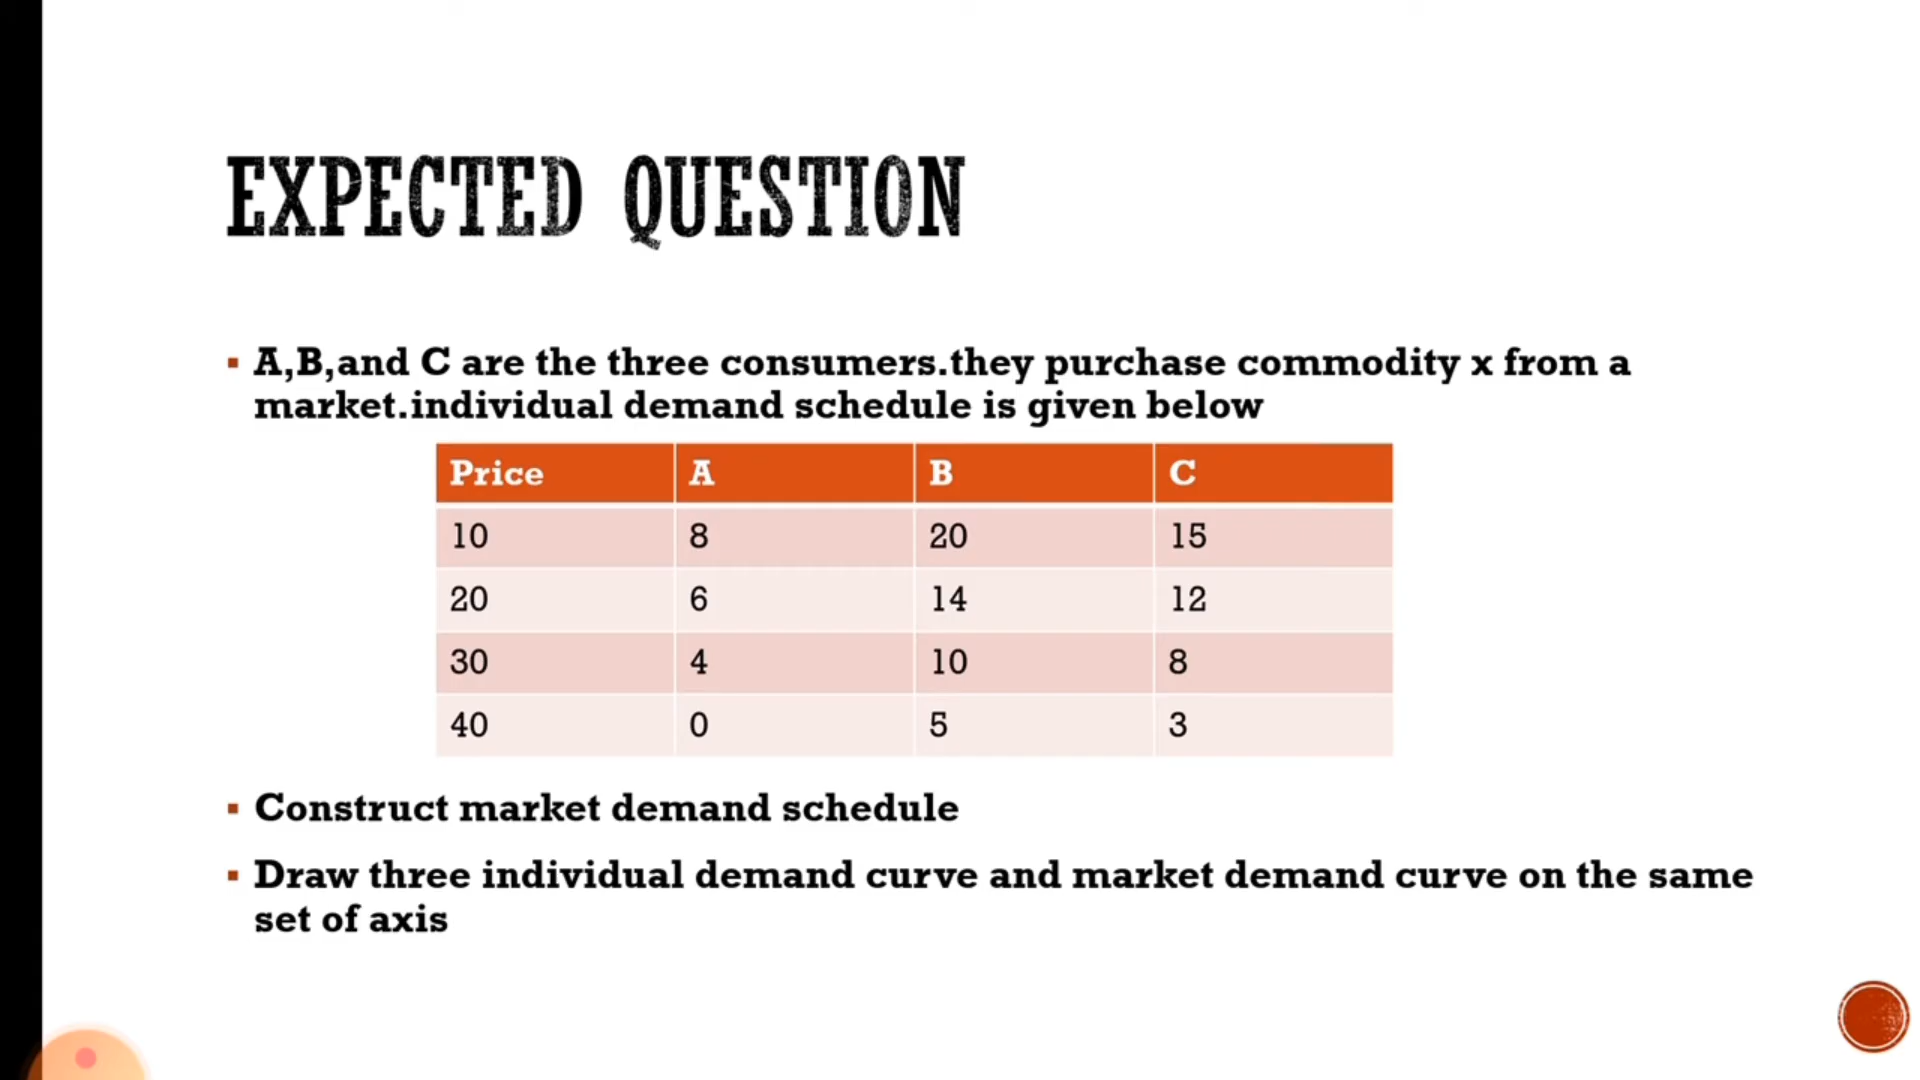 EXPECTED QUESTION
A,B,and C are the three consumers.they purchase commodity x from a
market.individual demand schedule is given below
Price A B C
10 8 20 15
20 6 14 12
30 4 10 8
40 0 5 3
Construct market demand schedule
Draw three individual demand curve and market demand curve on the same
set of axis